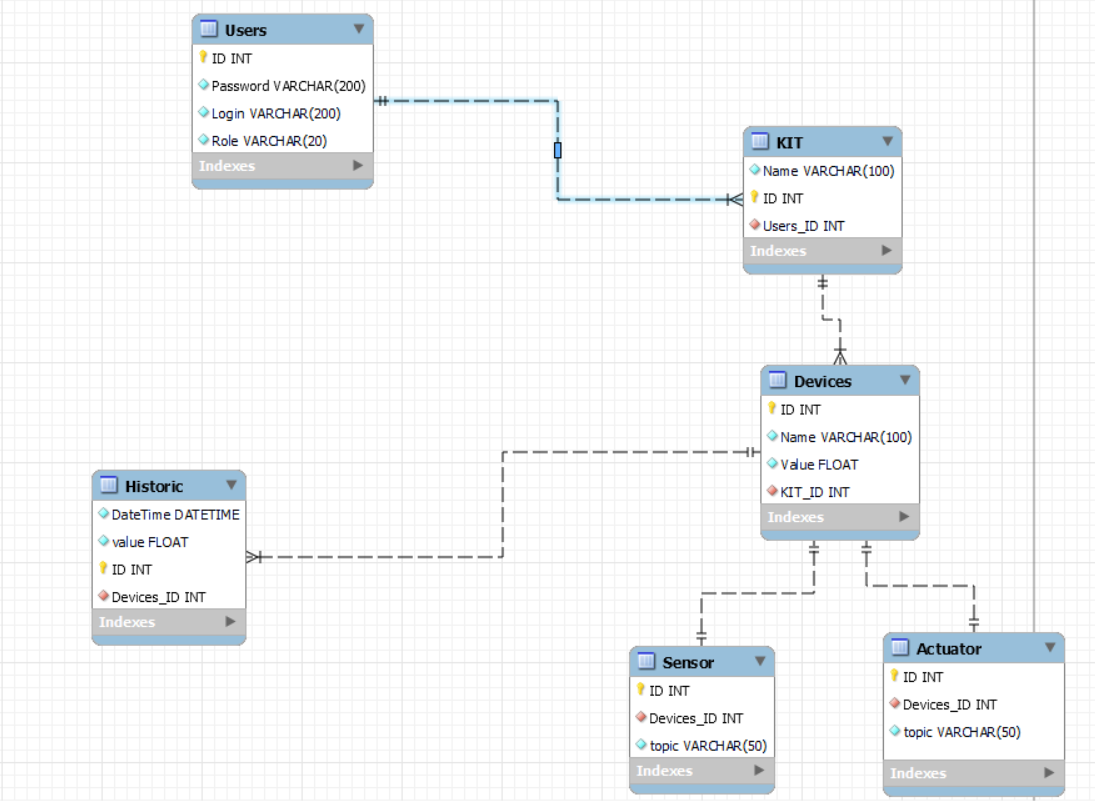 Users
ID INT
Password VARCHAR(200)
Login VARCHAR(200)
Role VARCHAR(20)
Indexes
KIT
Name VARCHAR(100)
ID INT
Users_ID INT
Indexes
Devices
ID INT
Name VARCHAR(100)
Value FLOAT
KIT_ID INT
Indexes
Historic
DateTime DATETIME
value FLOAT
ID INT
Devices_ID INT
Indexes
Sensor
ID INT
Devices_ID INT
topic VARCHAR(50)
Indexes
Actuator
ID INT
Devices_ID INT
topic VARCHAR(50)
Indexes